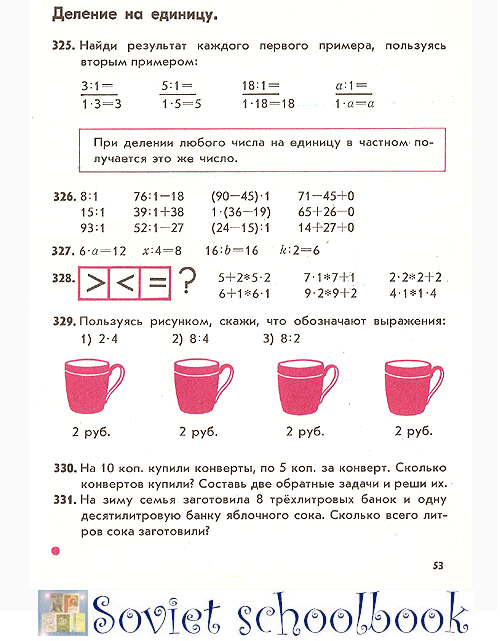 Деление на единицу.
325. Найди результат каждого первого примера, пользуясь
вторым примером:
3:1= 5:1= 18:1= a:1=
1·3=3 1·5=5 1·18=18 1·a=a
При делении любого числа на единицу в частном по-
лучается это же число.
326. 8:1 76:1−18 (90−45)·1 71−45+0
15:1 39:1+38 1·(36−19) 65+26−0
93:1 52:1−27 (24−15):1 14+27+0
327. 6·a=12 x:4=8 16:b=16 k:2=6
328. > < = ? 5+2*5·2 7·1*7+1 2·2*2+2
6+1*6·1 9·2*9+2 4·1*1·4
329. Пользуясь рисунком, скажи, что обозначают выражения:
1) 2·4 2) 8:4 3) 8:2
2 руб. 2 руб. 2 руб. 2 руб.
330. На 10 коп. купили конверты, по 5 коп. за конверт. Сколько
конвертов купили? Составь две обратные задачи и реши их.
331. На зиму семья заготовила 8 трёхлитровых банок и одну
десятилитровую банку яблочного сока. Сколько всего лит-
ров сока заготовили?
53
Soviet schoolbook